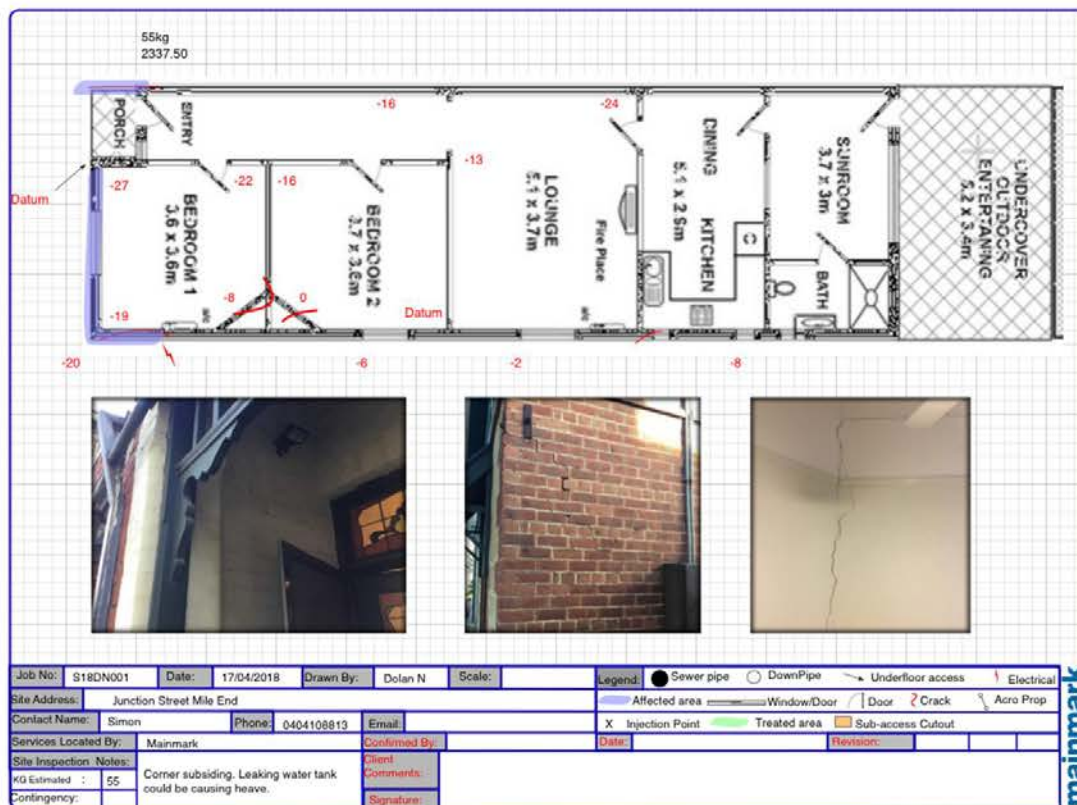 55kg
2337.50
PORCH
ENTRY
-16
-24
-13
Datum
-27
-22
-16
BEDROOM 1
3.6 x 3.6m
BEDROOM 2
3.7 x 3.6m
LOUNGE
5.1 x 3.7m
Fire Place
DINING
KITCHEN
5.1 x 2.9m
SUNROOM
3.7 x 3m
BATH
UNDERCOVER
OUTDOOR
ENTERTANING
5.2 x 3.4m
-8
0
-19
a/c
Datum
a/c
-20
-6
-2
-8
Job No: S18DN001 Date: 17/04/2018 Drawn By: Dolan N Scale:
Legend: Sewer pipe DownPipe Underfloor access Electrical
Site Address: Junction Street Mile End
Affected area Window/Door Door Crack Acro Prop
Contact Name: Simon Phone: 0404108813 Email:
X Injection Point Treated area Sub-access Cutout
Services Located By: Mainmark Confirmed By: Date: Revision:
Site Inspection Notes:
KG Estimated : 55
Contingency:
Corner subsiding. Leaking water tank
could be causing heave.
Client
Comments:
Signature:
mainmark